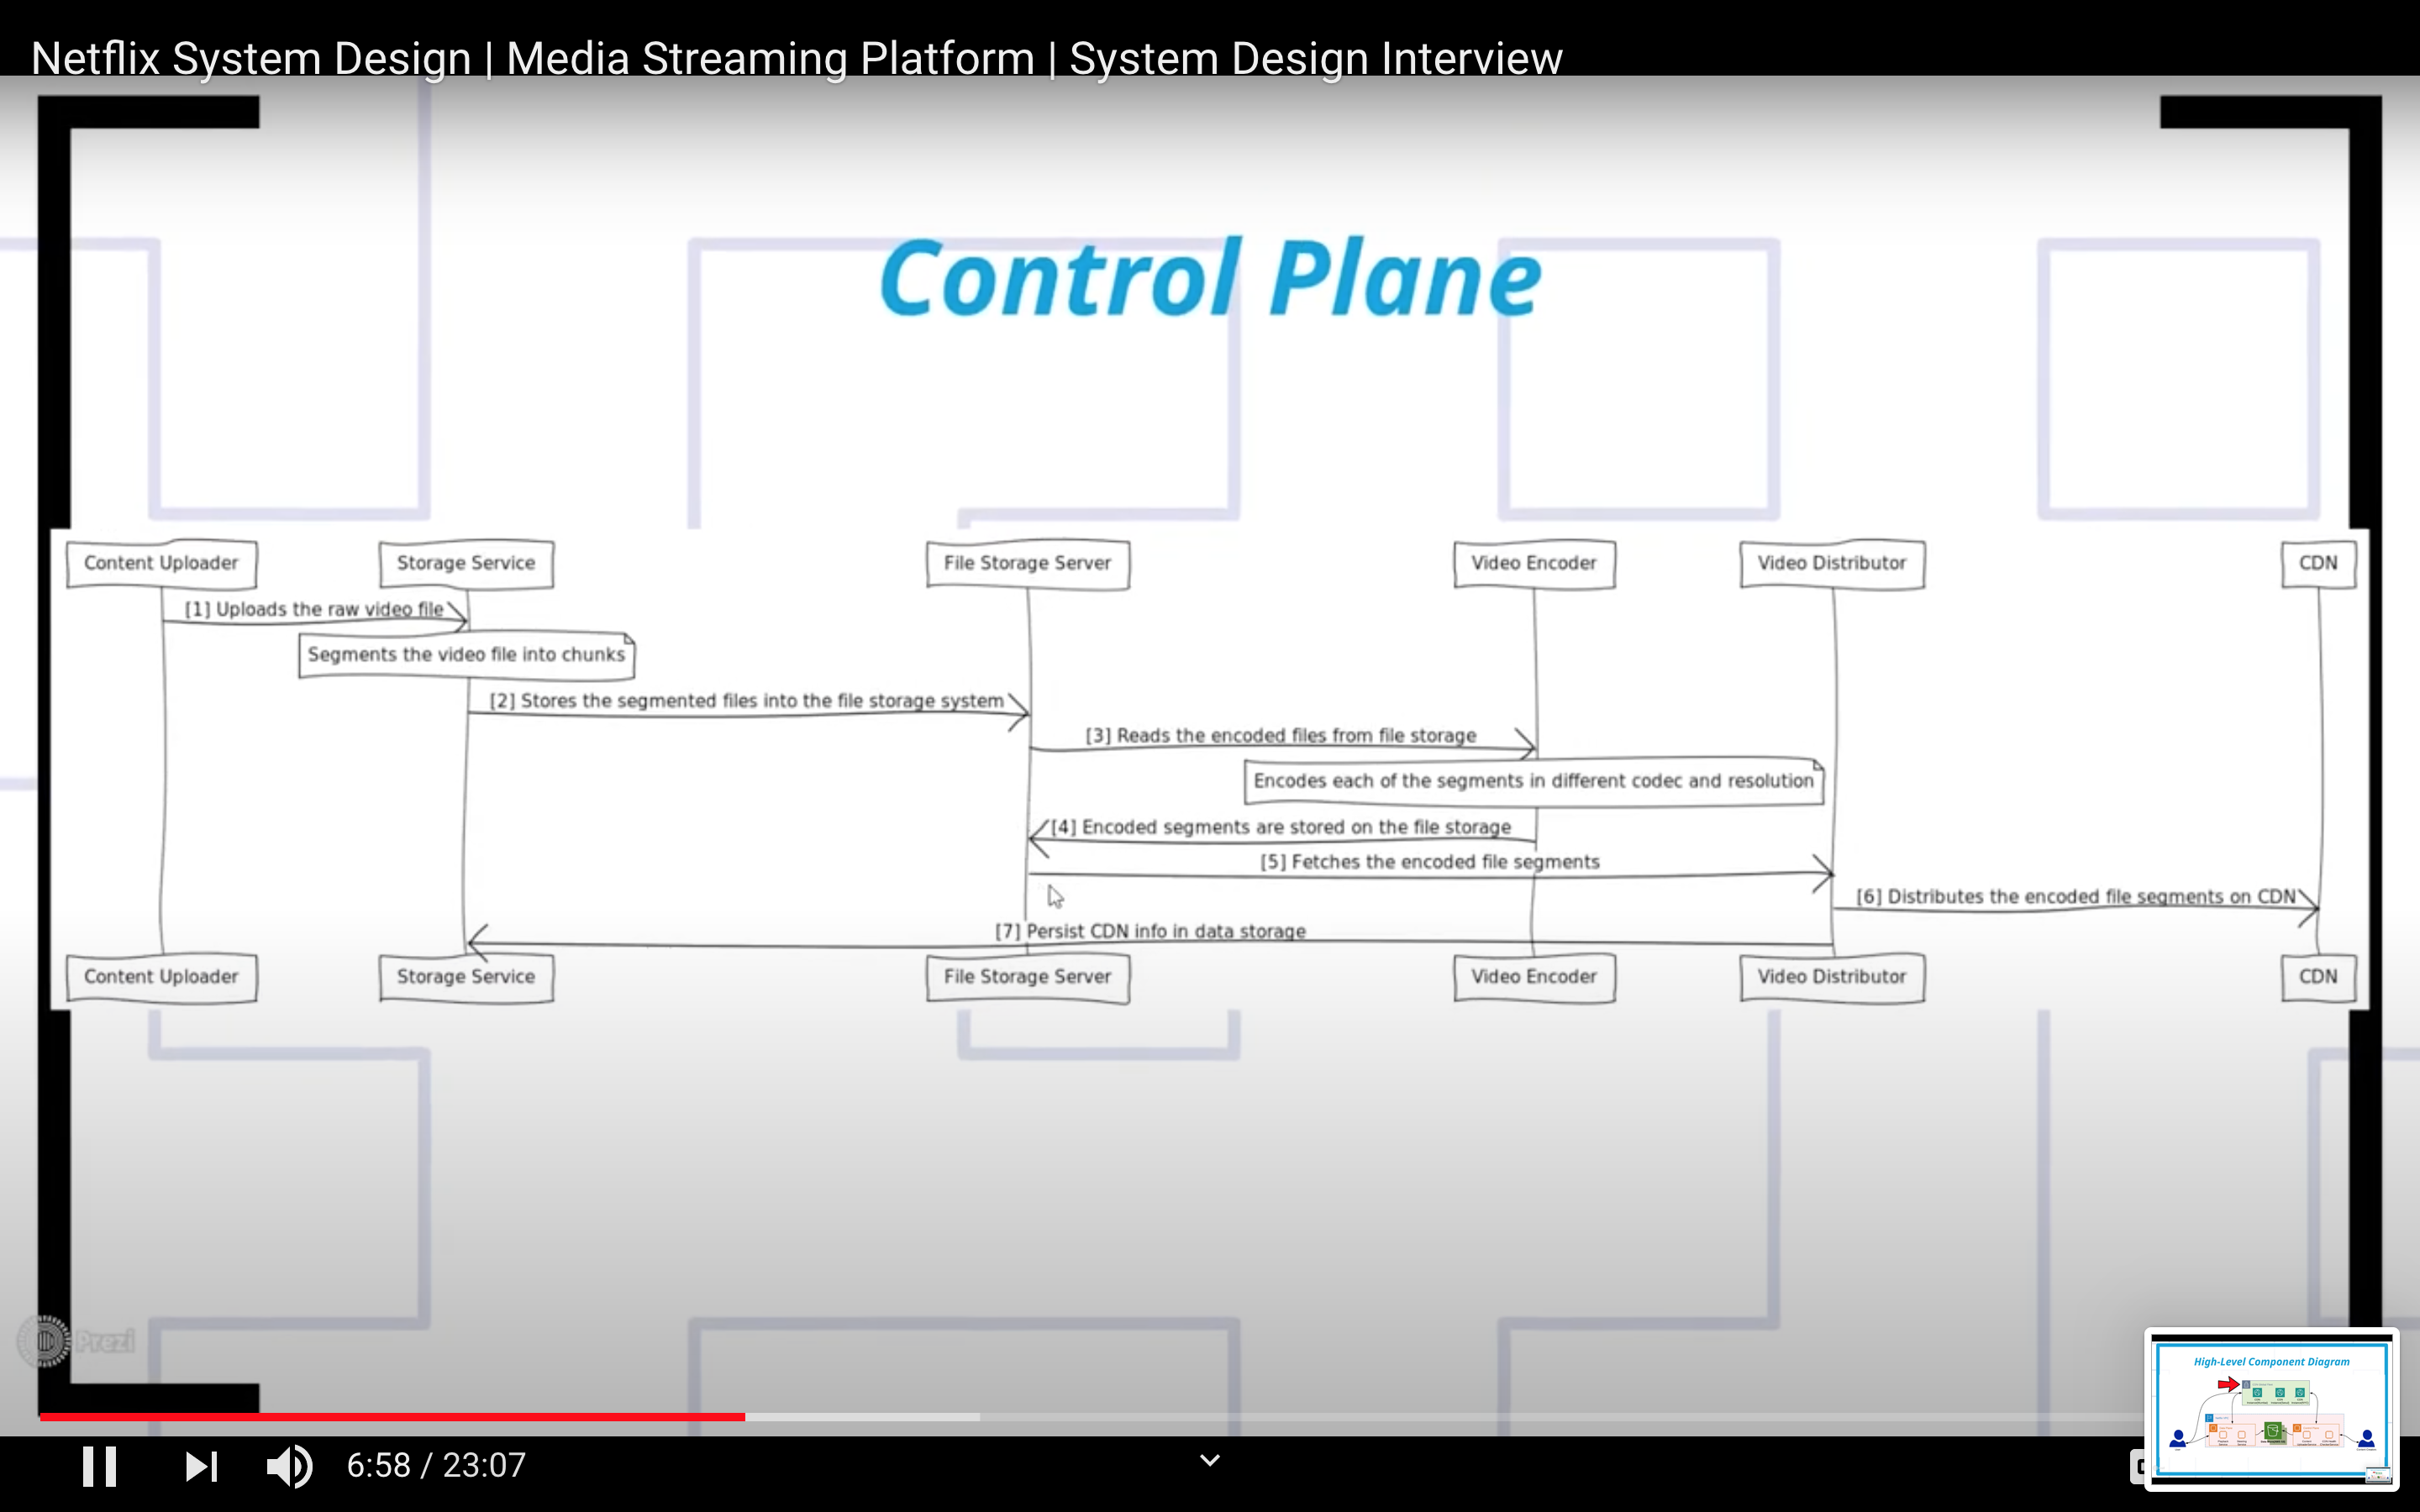 Netflix System Design | Media Streaming Platform | System Design Interview
Control Plane
Content Uploader
Storage Service
File Storage Server
Video Encoder
Video Distributor
CDN
[1] Uploads the raw video file
Segments the video file into chunks
[2] Stores the segmented files into the file storage system
[3] Reads the encoded files from file storage
Encodes each of the segments in different codec and resolution
[4] Encoded segments are stored on the file storage
[5] Fetches the encoded file segments
[6] Distributes the encoded file segments on CDN
[7] Persist CDN info in data storage
Content Uploader
Storage Service
File Storage Server
Video Encoder
Video Distributor
CDN
Prezi
High-Level Component Diagram
6:58 / 23:07